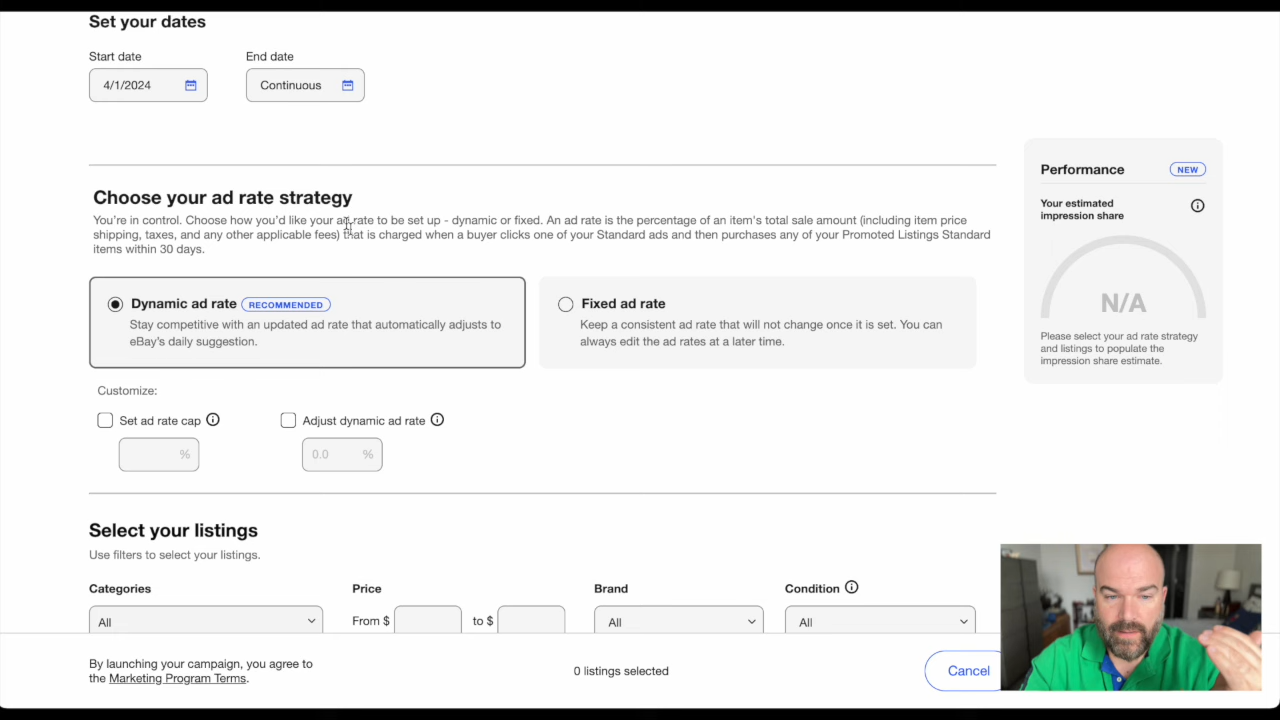 Set your dates
Start date
End date
4/1/2024
Continuous
Choose your ad rate strategy
You're in control. Choose how you'd like your ad rate to be set up - dynamic or fixed. An ad rate is the percentage of an item's total sale amount (including item price
shipping, taxes, and any other applicable fees) that is charged when a buyer clicks one of your Standard ads and then purchases any of your Promoted Listings Standard
items within 30 days.
Dynamic ad rate RECOMMENDED
Stay competitive with an updated ad rate that automatically adjusts to
eBay's daily suggestion.
Fixed ad rate
Keep a consistent ad rate that will not change once it is set. You can
always edit the ad rates at a later time.
Customize:
Set ad rate cap
Adjust dynamic ad rate
%
0.0 %
Performance NEW
Your estimated
impression share
N/A
Please select your ad rate strategy
and listings to populate the
impression share estimate.
Select your listings
Use filters to select your listings.
Categories
Price
Brand
Condition
All
From $
to $
All
All
By launching your campaign, you agree to
the Marketing Program Terms.
0 listings selected
Cancel